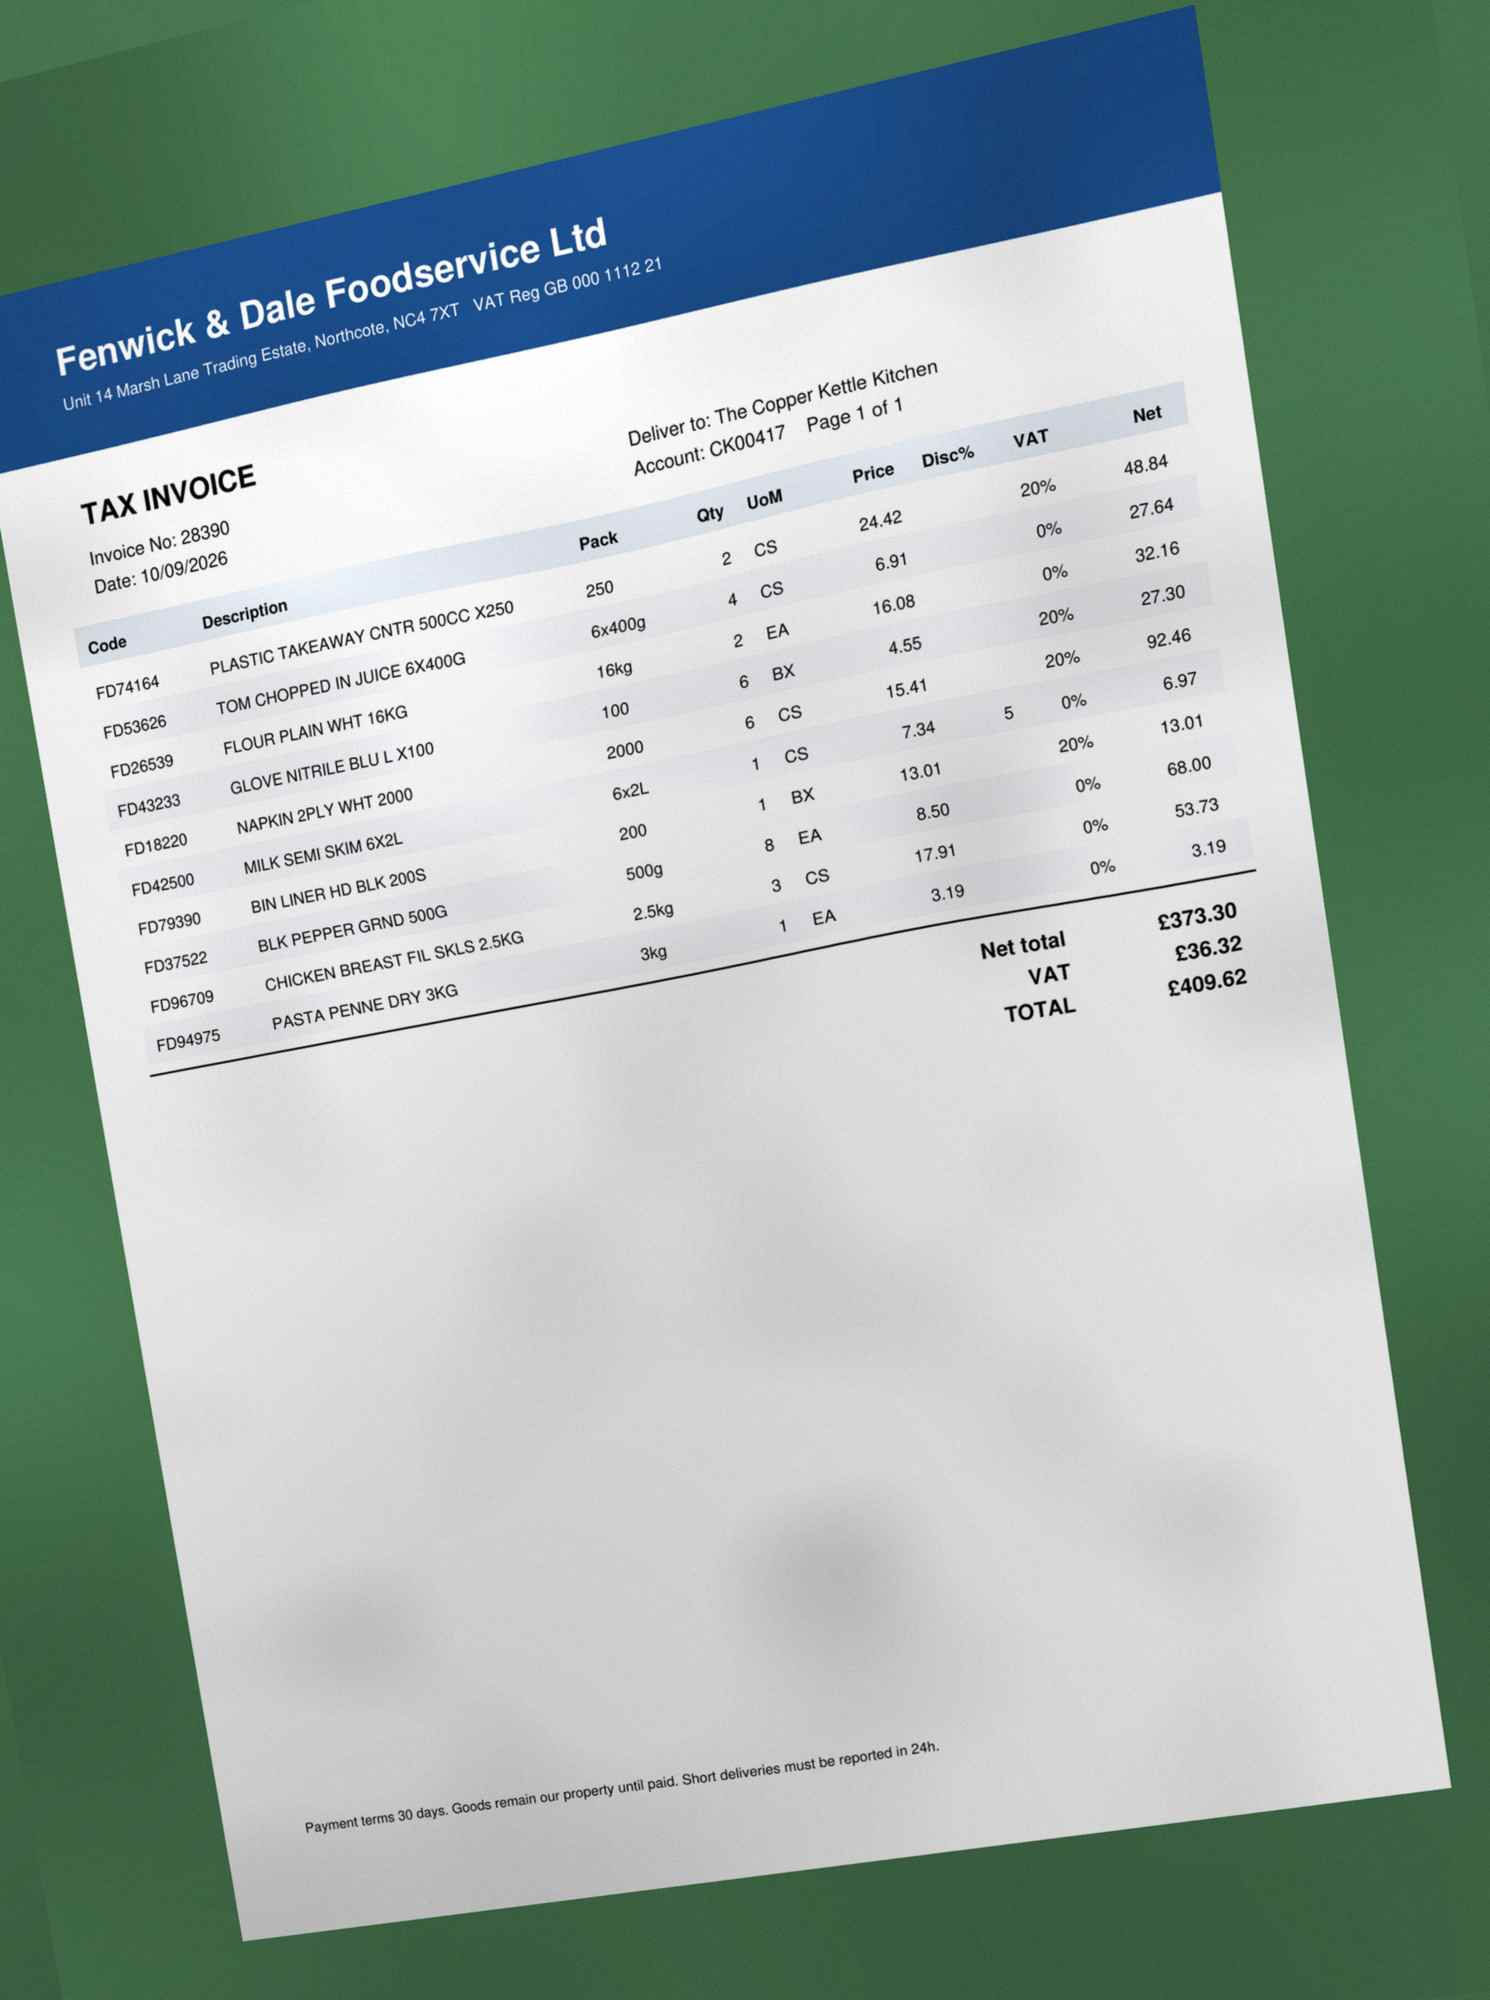 Fenwick & Dale Foodservice Ltd
Unit 14 Marsh Lane Trading Estate, Northcote, NC4 7XT VAT Reg GB 000 1112 21
TAX INVOICE
Invoice No: 28390
Date: 10/09/2026
Deliver to: The Copper Kettle Kitchen
Account: CK00417 Page 1 of 1
Code Description Pack Qty UoM Price Disc% VAT Net
FD74164 PLASTIC TAKEAWAY CNTR 500CC X250 250 2 CS 24.42 20% 48.84
FD53626 TOM CHOPPED IN JUICE 6X400G 6x400g 4 CS 6.91 0% 27.64
FD26539 FLOUR PLAIN WHT 16KG 16kg 2 EA 16.08 0% 32.16
FD43233 GLOVE NITRILE BLU L X100 100 6 BX 4.55 20% 27.30
FD18220 NAPKIN 2PLY WHT 2000 2000 6 CS 15.41 20% 92.46
FD42500 MILK SEMI SKIM 6X2L 6x2L 1 CS 7.34 5 0% 6.97
FD79390 BIN LINER HD BLK 200S 200 1 BX 13.01 20% 13.01
FD37522 BLK PEPPER GRND 500G 500g 8 EA 8.50 0% 68.00
FD96709 CHICKEN BREAST FIL SKLS 2.5KG 2.5kg 3 CS 17.91 0% 53.73
FD94975 PASTA PENNE DRY 3KG 3kg 1 EA 3.19 0% 3.19
Net total £373.30
VAT £36.32
TOTAL £409.62
Payment terms 30 days. Goods remain our property until paid. Short deliveries must be reported in 24h.